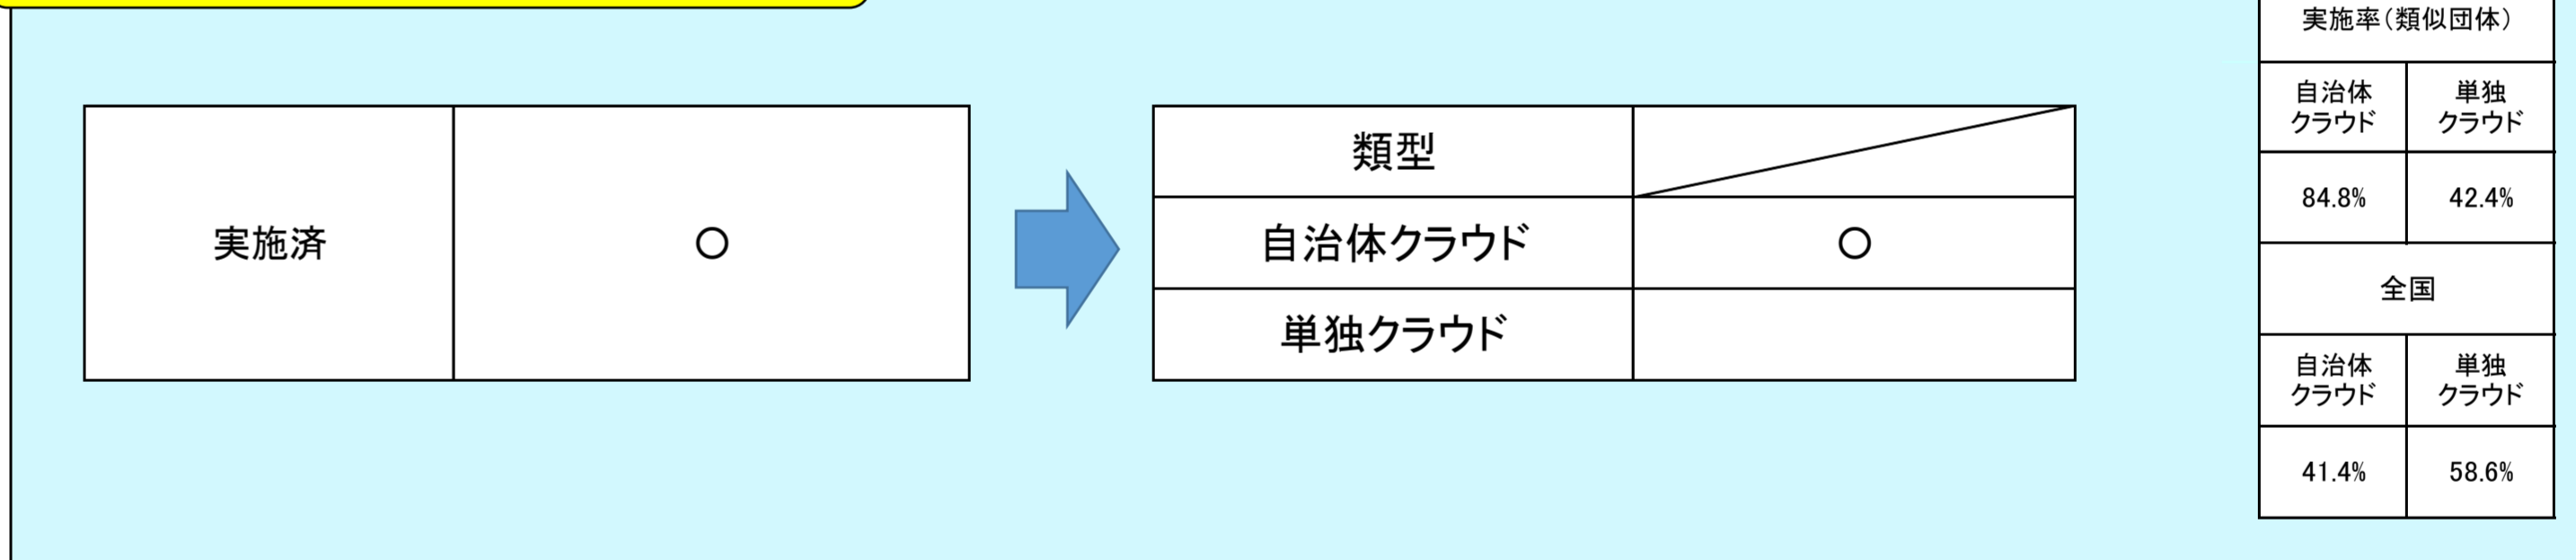 実施済 ○
類型
自治体クラウド ○
単独クラウド
実施率(類似団体)
自治体 単独
クラウド クラウド
84.8% 42.4%
全国
自治体 単独
クラウド クラウド
41.4% 58.6%